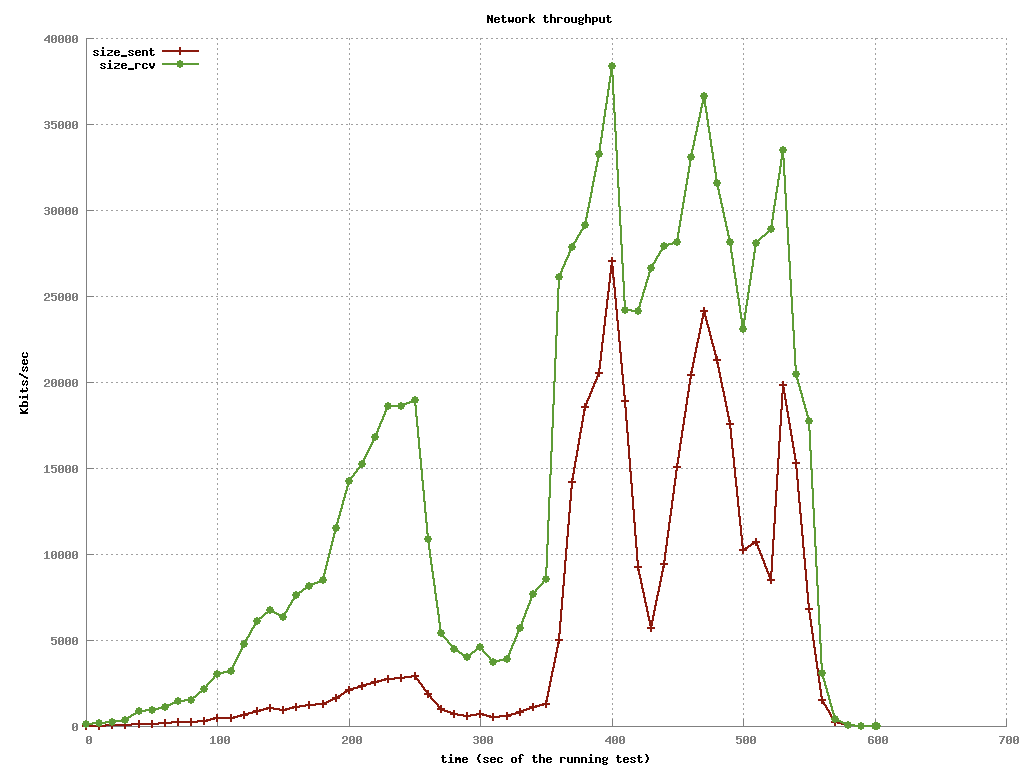 Network throughput
40000
size_sent
size_rcv
35000
30000
25000
Kbits/sec
20000
15000
10000
5000
0
0 100 200 300 400 500 600 700
time (sec of the running test)